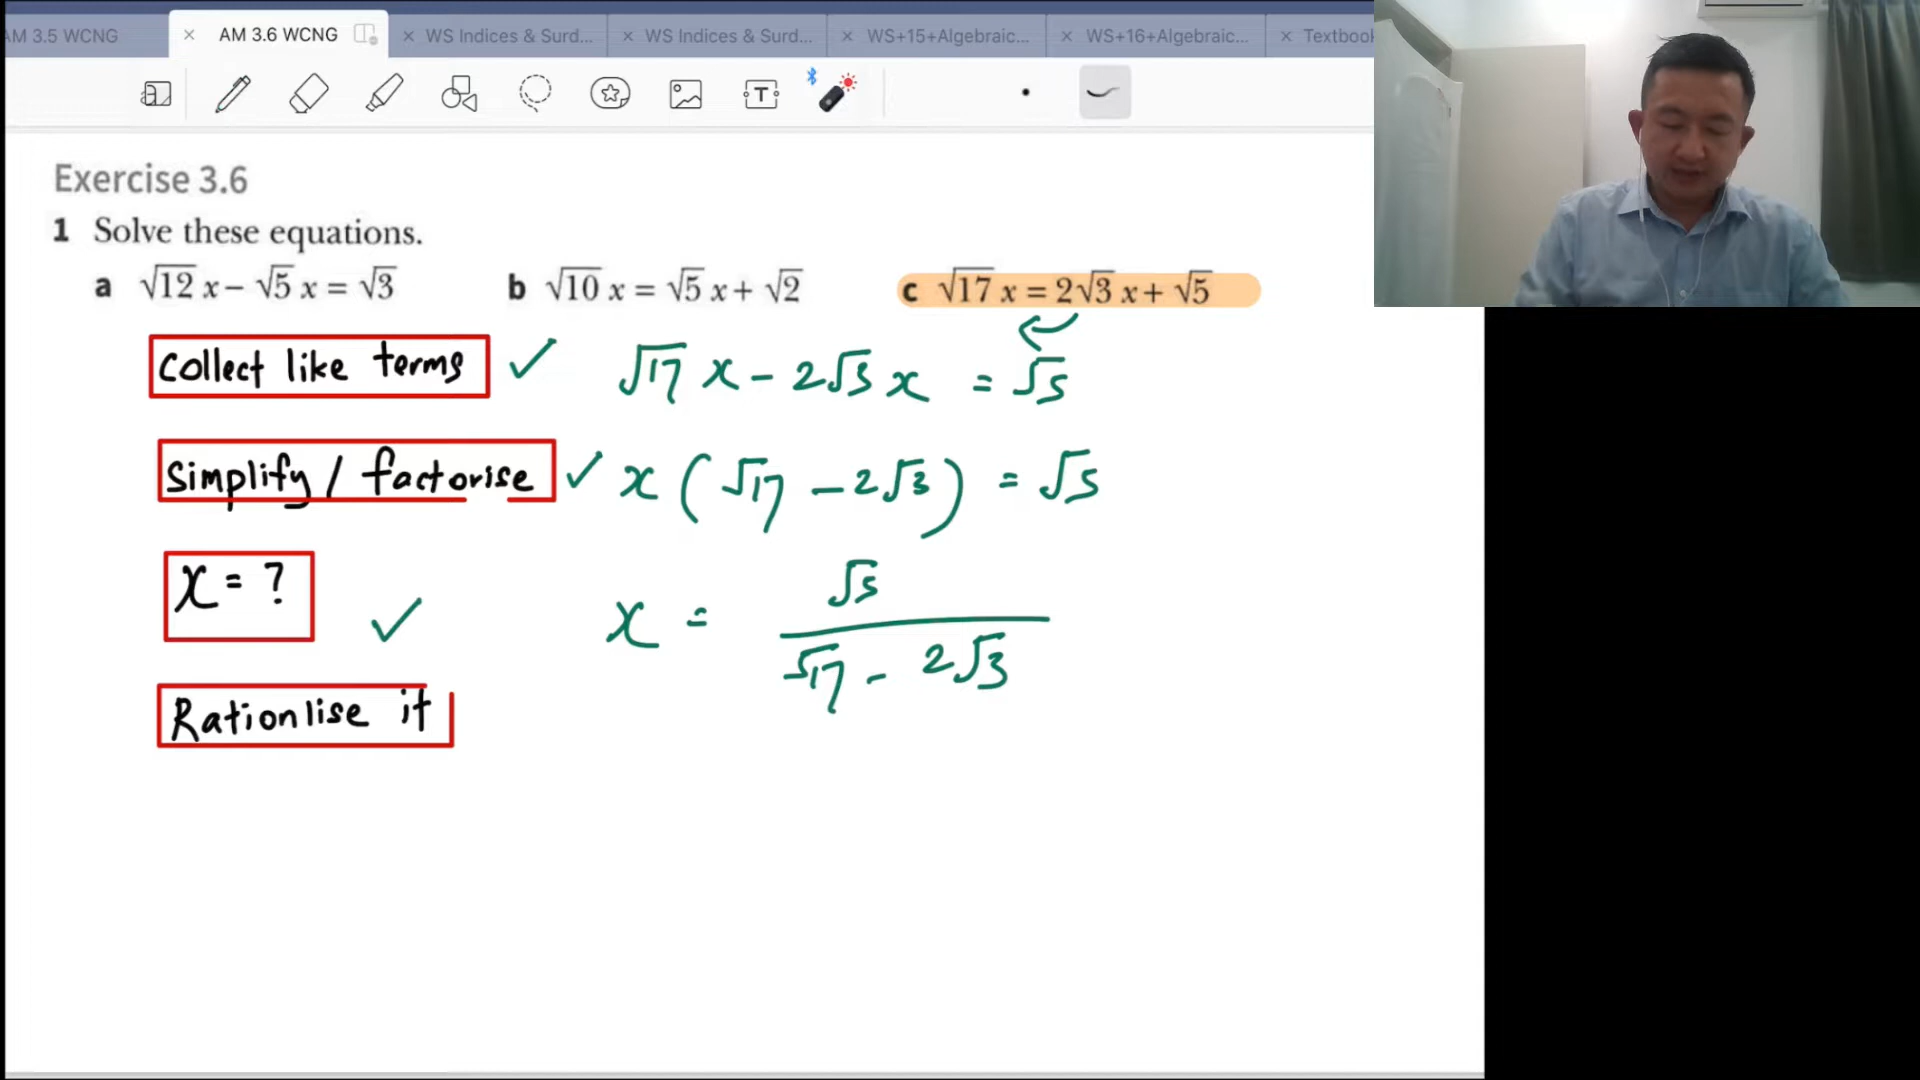 AM 3.5 WCNG × AM 3.6 WCNG × WS Indices & Surd... × WS Indices & Surd... × WS+15+Algebraic... × WS+16+Algebraic... × Textbook
Exercise 3.6
1 Solve these equations.
a √12 x − √5 x = √3 b √10 x = √5 x + √2 c √17 x = 2√3 x + √5
Collect like terms ✓ √17 x − 2√3 x = √5
Simplify / factorise ✓ x (√17 − 2√3) = √5
x = ? ✓ x = √5 / (√17 − 2√3)
Rationlise it